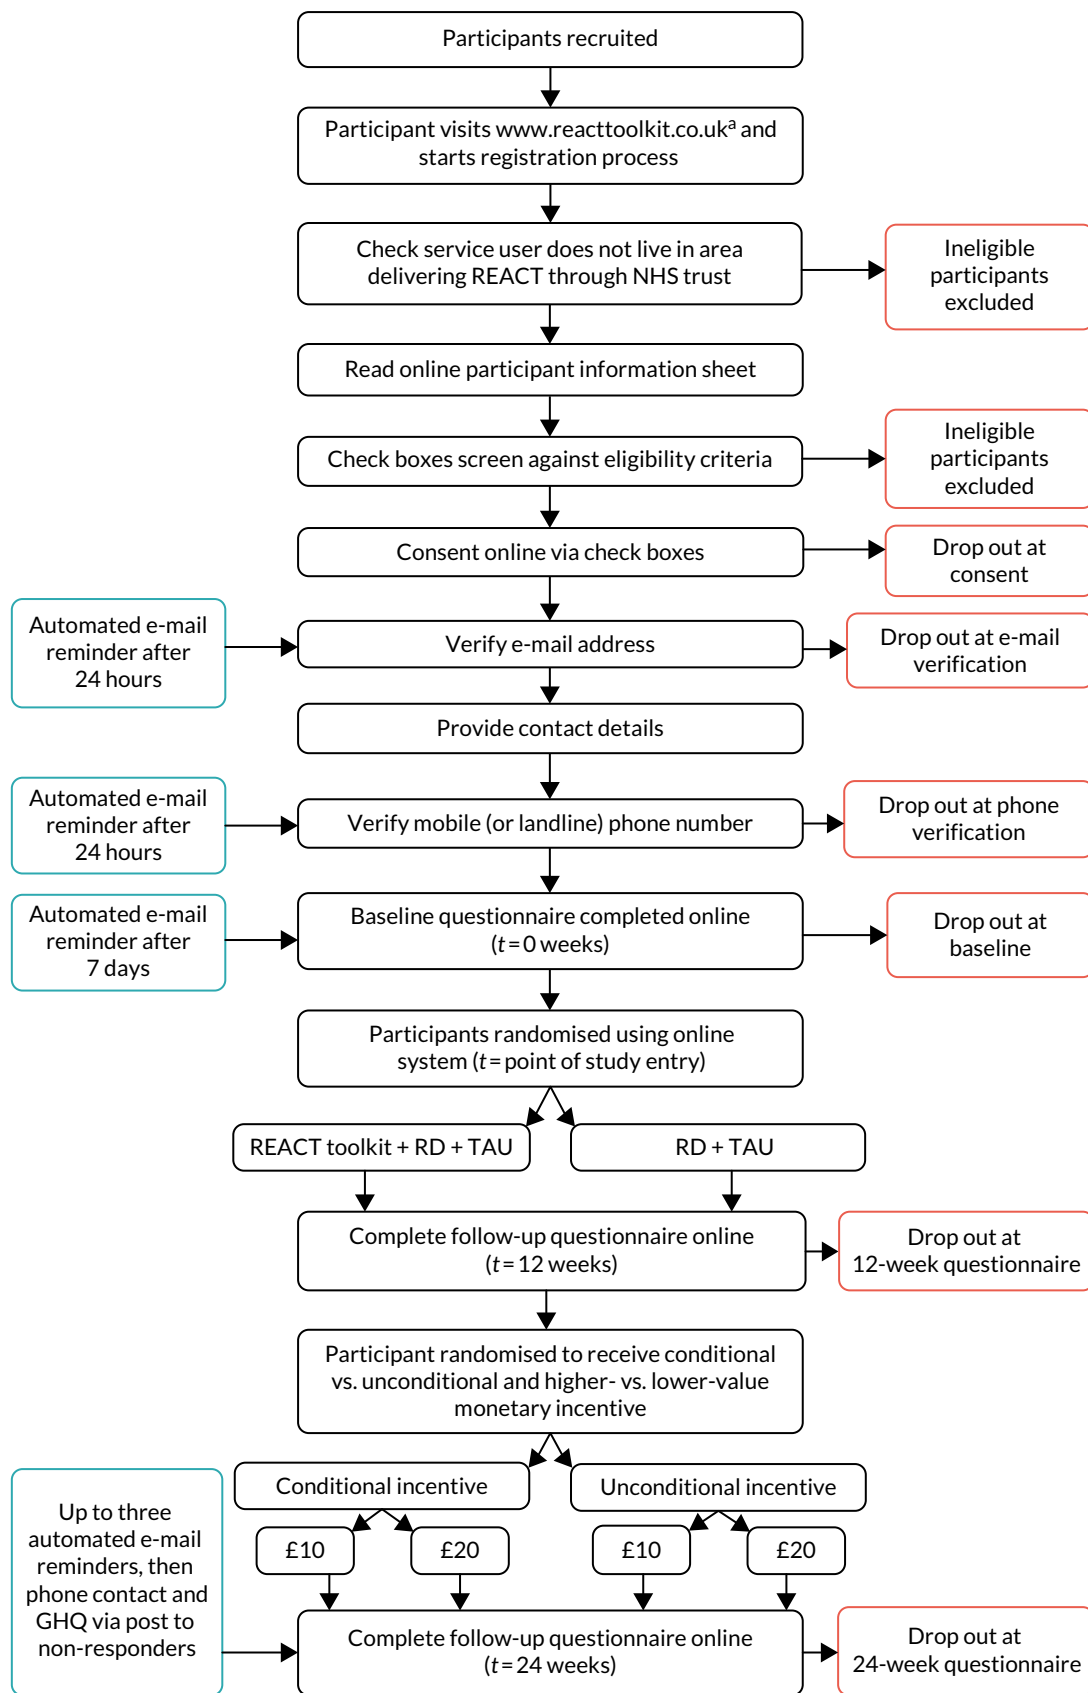 Participants recruited
Participant visits www.reacttoolkit.co.ukᵃ and
starts registration process
Check service user does not live in area
delivering REACT through NHS trust
Ineligible
participants
excluded
Read online participant information sheet
Check boxes screen against eligibility criteria
Ineligible
participants
excluded
Consent online via check boxes
Drop out at
consent
Automated e-mail
reminder after
24 hours
Verify e-mail address
Drop out at e-mail
verification
Provide contact details
Automated e-mail
reminder after
24 hours
Verify mobile (or landline) phone number
Drop out at phone
verification
Automated e-mail
reminder after
7 days
Baseline questionnaire completed online
(t = 0 weeks)
Drop out at
baseline
Participants randomised using online
system (t = point of study entry)
REACT toolkit + RD + TAU
RD + TAU
Complete follow-up questionnaire online
(t = 12 weeks)
Drop out at
12-week questionnaire
Participant randomised to receive conditional
vs. unconditional and higher- vs. lower-value
monetary incentive
Conditional incentive
Unconditional incentive
£10
£20
£10
£20
Up to three
automated e-mail
reminders, then
phone contact and
GHQ via post to
non-responders
Complete follow-up questionnaire online
(t = 24 weeks)
Drop out at
24-week questionnaire